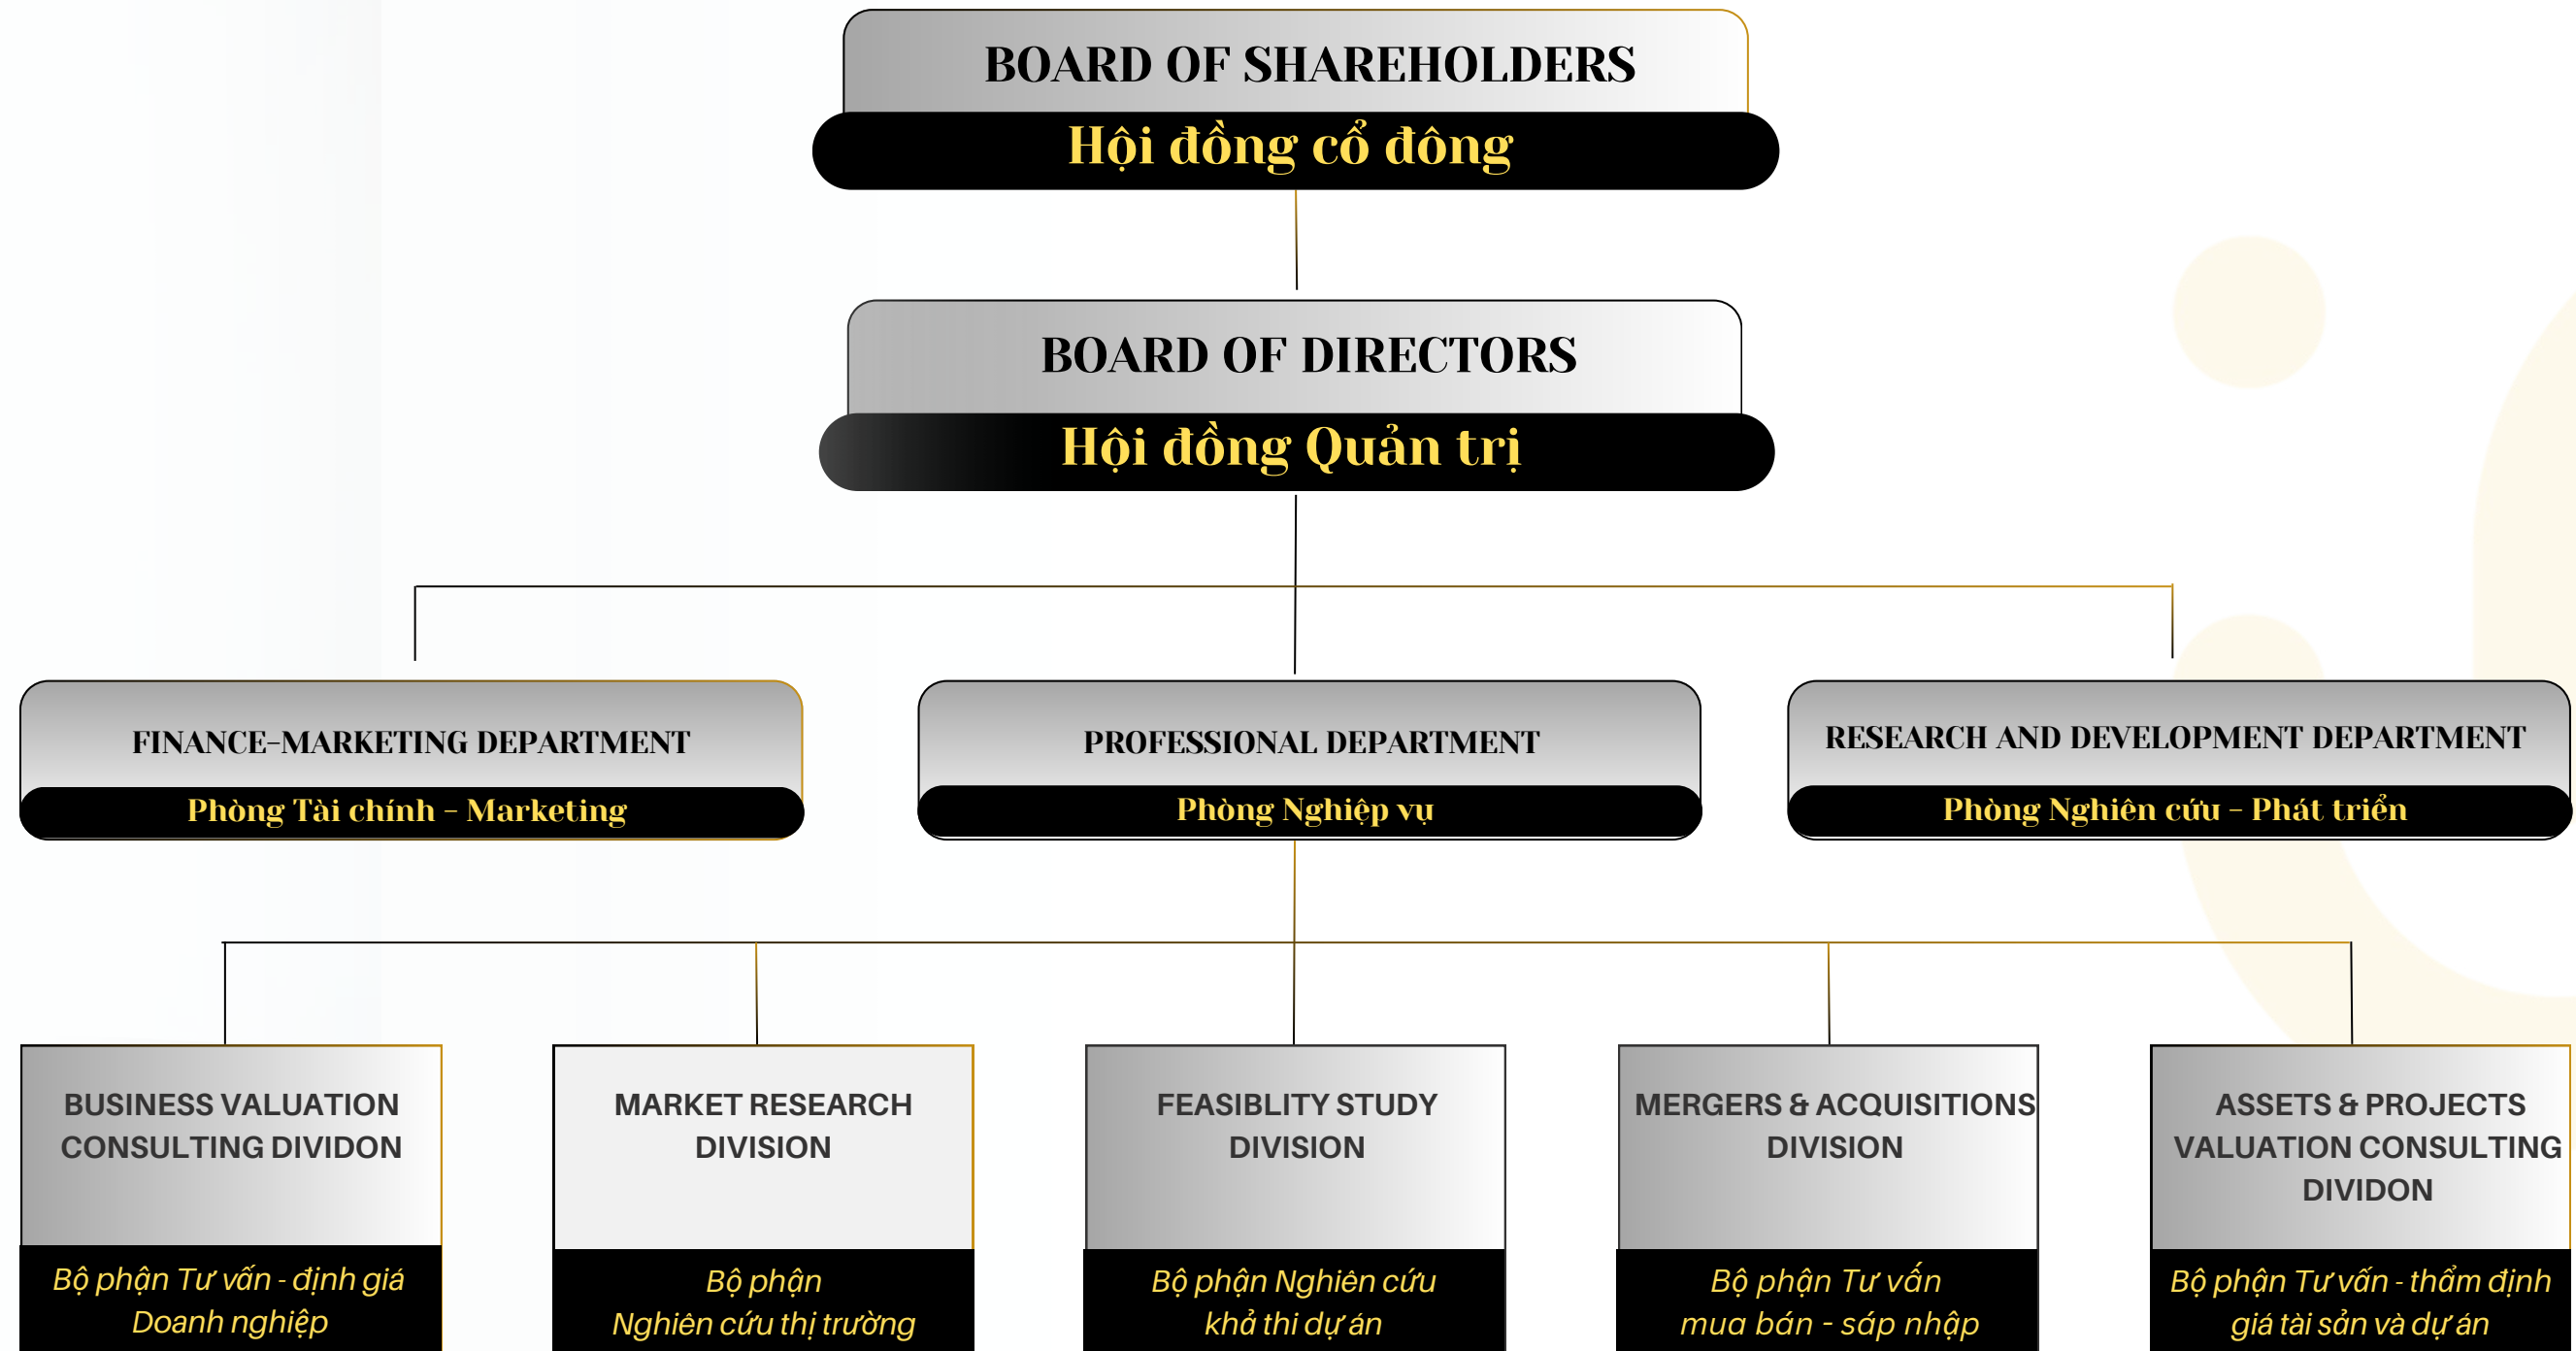 BOARD OF SHAREHOLDERS
Hội đồng cổ đông
BOARD OF DIRECTORS
Hội đồng Quản trị
FINANCE-MARKETING DEPARTMENT
Phòng Tài chính - Marketing
PROFESSIONAL DEPARTMENT
Phòng Nghiệp vụ
RESEARCH AND DEVELOPMENT DEPARTMENT
Phòng Nghiên cứu - Phát triển
BUSINESS VALUATION
CONSULTING DIVIDON
Bộ phận Tư vấn - định giá
Doanh nghiệp
MARKET RESEARCH
DIVISION
Bộ phận
Nghiên cứu thị trường
FEASIBLITY STUDY
DIVISION
Bộ phận Nghiên cứu
khả thi dự án
MERGERS & ACQUISITIONS
DIVISION
Bộ phận Tư vấn
mua bán - sáp nhập
ASSETS & PROJECTS
VALUATION CONSULTING
DIVIDON
Bộ phận Tư vấn - thẩm định
giá tài sản và dự án